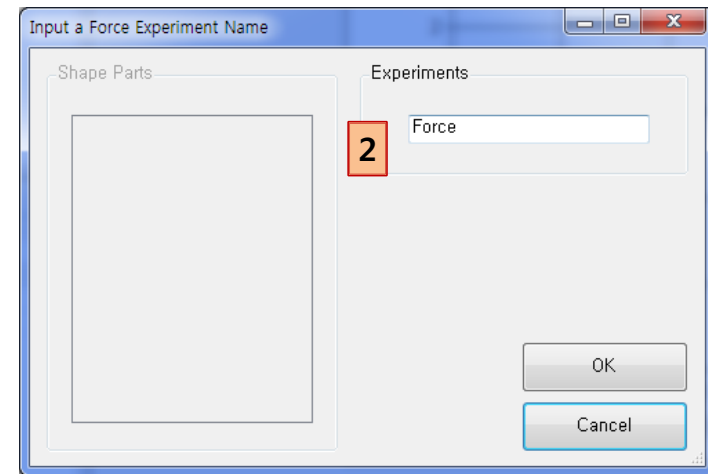 Input a Force Experiment Name
Shape Parts
Experiments
Force
2
OK
Cancel